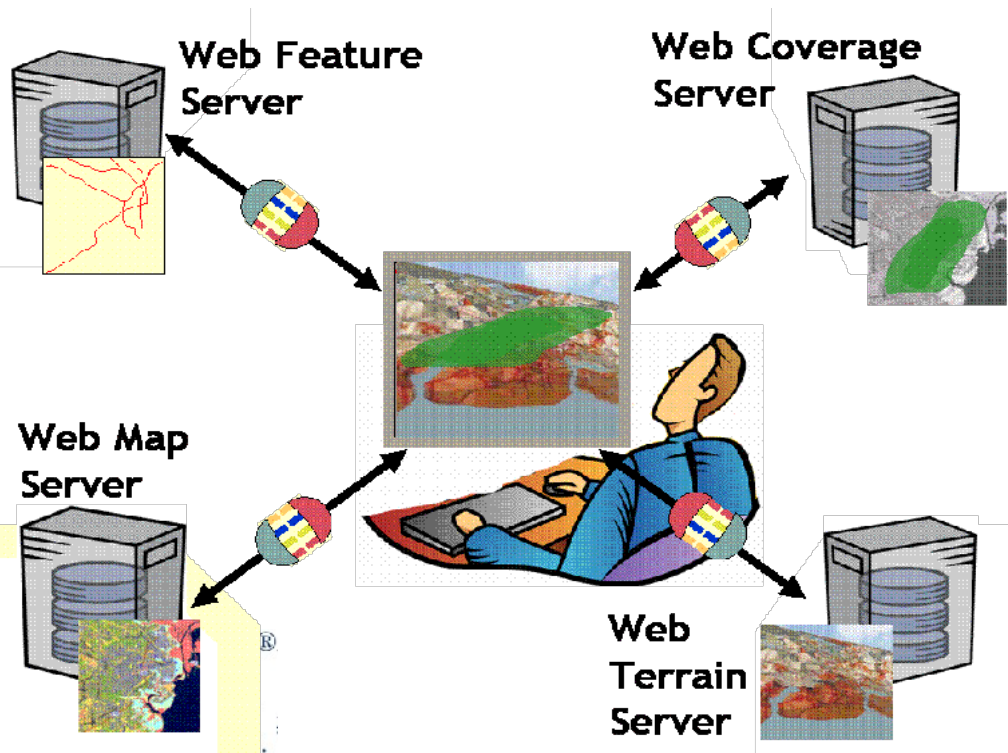 Web Feature
Server
Web Coverage
Server
Web Map
Server
®
Web
Terrain
Server